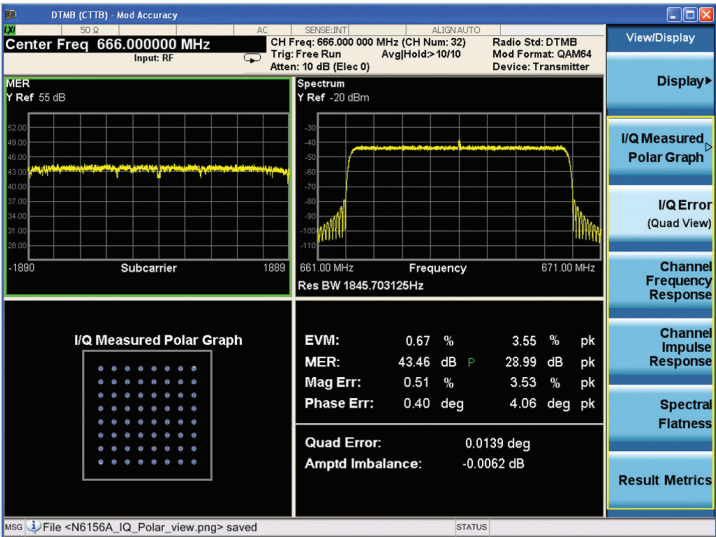 DTMB (CTTB) - Mod Accuracy
LXI 50 Ω AC SENSE:INT ALIGN AUTO
Center Freq 666.000000 MHz
Input: RF
CH Freq: 666.000 000 MHz (CH Num: 32) Radio Std: DTMB
Trig: Free Run Avg|Hold:>10/10 Mod Format: QAM64
Atten: 10 dB (Elec 0) Device: Transmitter
View/Display
Display
I/Q Measured
Polar Graph
I/Q Error
(Quad View)
Channel
Frequency
Response
Channel
Impulse
Response
Spectral
Flatness
Result Metrics
MER
Y Ref 55 dB
52.00
49.00
46.00
43.00
40.00
37.00
34.00
31.00
28.00
-1890 Subcarrier 1889
Spectrum
Y Ref -20 dBm
-30
-40
-50
-60
-70
-80
-90
-100
-110
661.00 MHz Frequency 671.00 MHz
Res BW 1845.703125Hz
I/Q Measured Polar Graph
EVM: 0.67 % 3.55 % pk
MER: 43.46 dB P 28.99 dB pk
Mag Err: 0.51 % 3.53 % pk
Phase Err: 0.40 deg 4.06 deg pk
Quad Error: 0.0139 deg
Amptd Imbalance: -0.0062 dB
MSG File <N6156A_IQ_Polar_view.png> saved STATUS